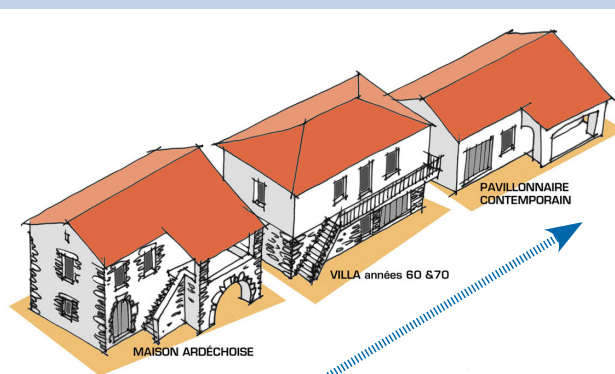 PAVILLONNAIRE
CONTEMPORAIN
VILLA années 60 &70
MAISON ARDÉCHOISE